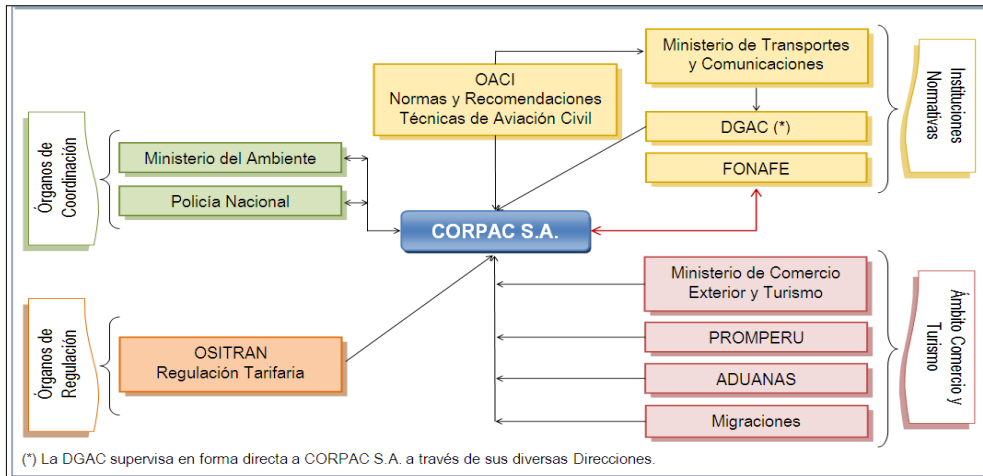 OACI
Normas y Recomendaciones
Técnicas de Aviación Civil
Ministerio de Transportes
y Comunicaciones
DGAC (*)
FONAFE
Instituciones
Normativas
Órganos de
Coordinación
Ministerio del Ambiente
Policía Nacional
CORPAC S.A.
Órganos de
Regulación
OSITRAN
Regulación Tarifaria
Ministerio de Comercio
Exterior y Turismo
PROMPERU
ADUANAS
Migraciones
Ámbito Comercio y
Turismo
(*) La DGAC supervisa en forma directa a CORPAC S.A. a través de sus diversas Direcciones.